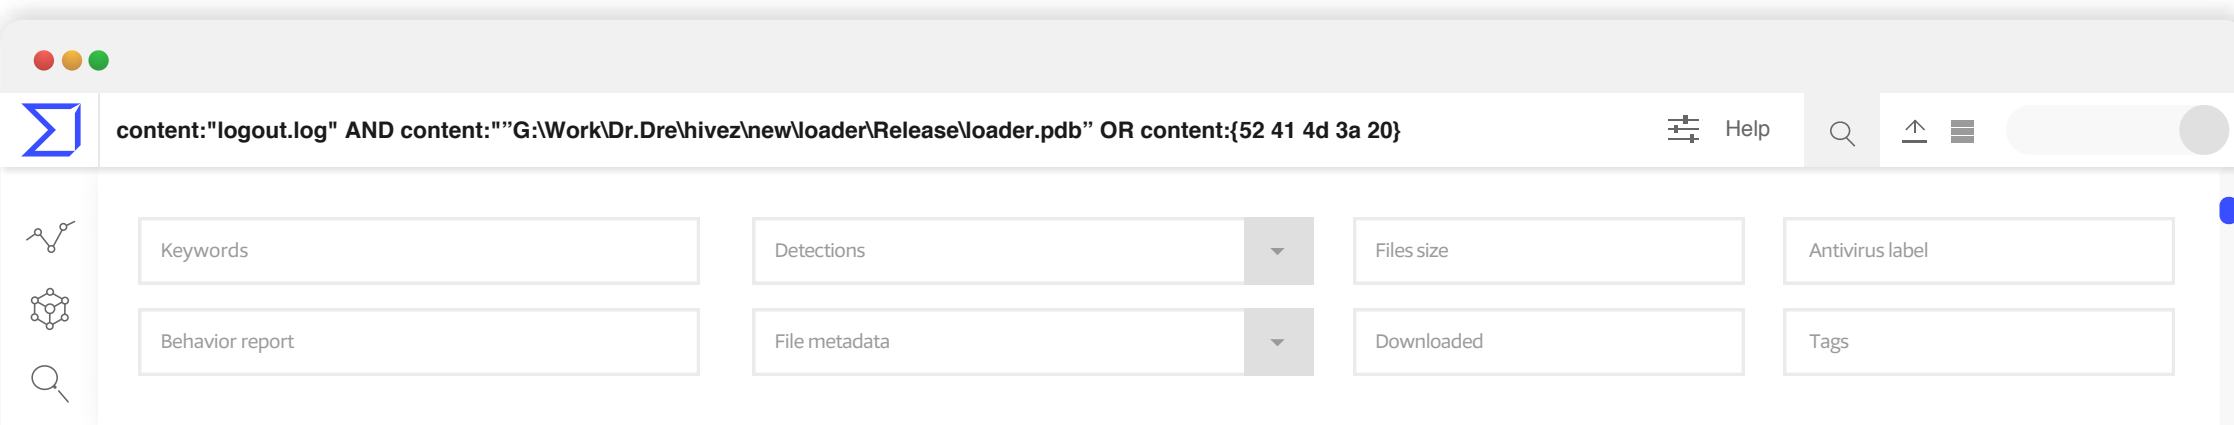 content:"logout.log" AND content:"”G:\Work\Dr.Dre\hivez\new\loader\Release\loader.pdb” OR content:{52 41 4d 3a 20}
Help
Keywords
Detections
Files size
Antivirus label
Behavior report
File metadata
Downloaded
Tags